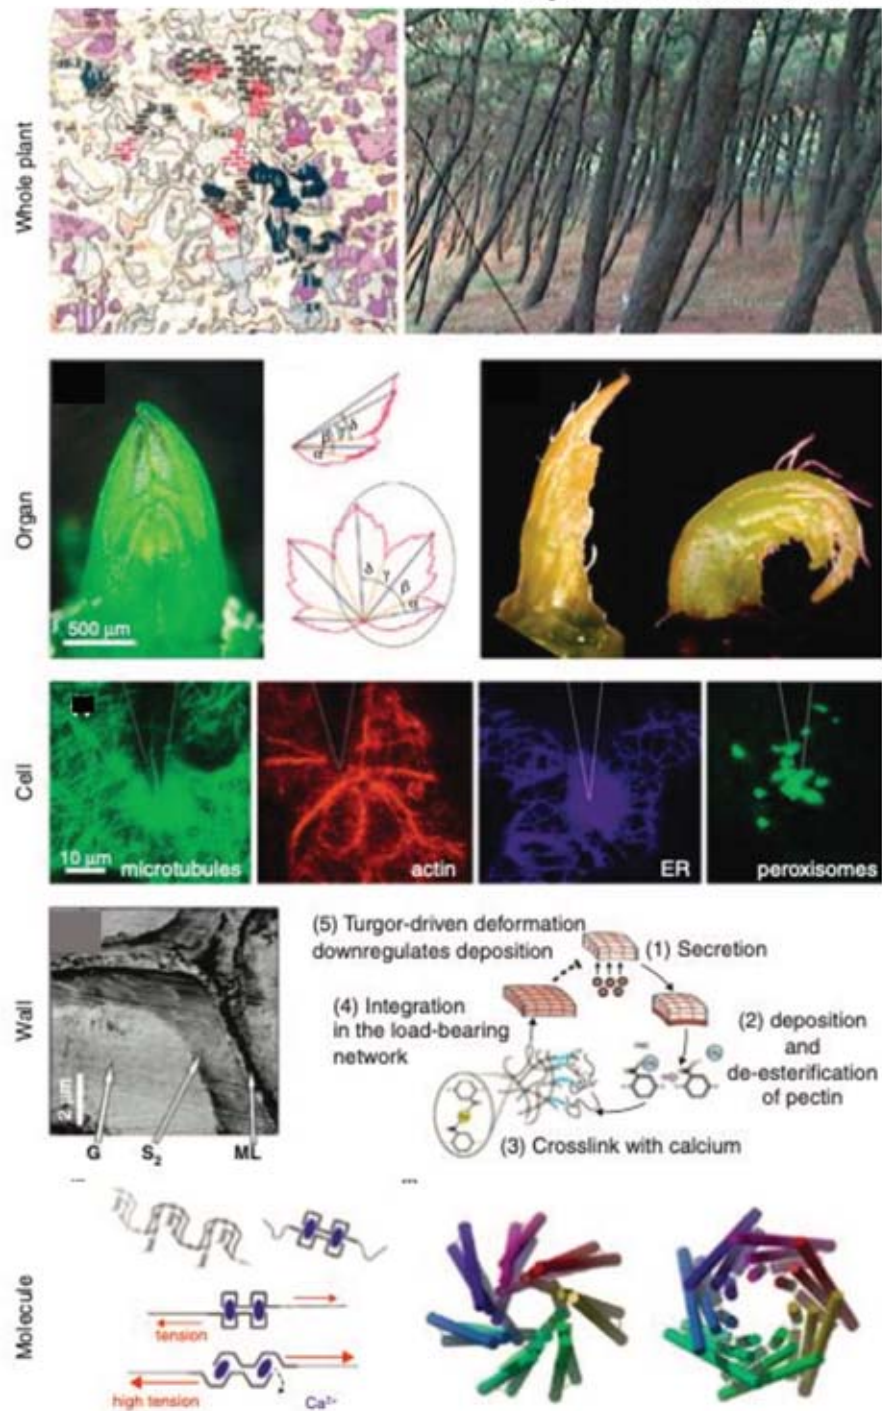 Whole plant
Organ
500 μm
α
β
γ
δ
δ
γ
β
α
Cell
10 μm
microtubules
actin
ER
peroxisomes
Wall
2 μm
G
S₂
ML
(5) Turgor-driven deformation
downregulates deposition
(1) Secretion
(4) Integration
in the load-bearing
network
(2) deposition
and
de-esterification
of pectin
(3) Crosslink with calcium
Molecule
tension
high tension
Ca²⁺